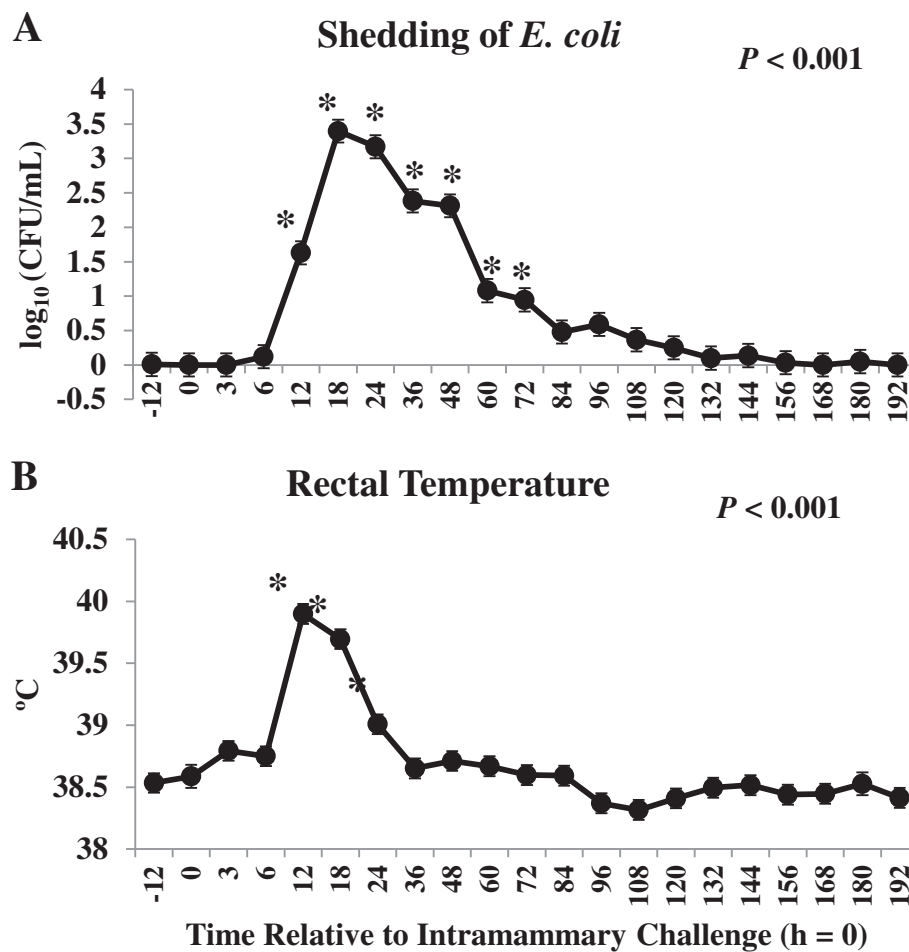 A
Shedding of E. coli
P < 0.001
log₁₀ (CFU/mL)
4
3.5
3
2.5
2
1.5
1
0.5
0
-0.5
* * * * * * *
-12 0 3 6 12 18 24 36 48 60 72 84 96 108 120 132 144 156 168 180 192
B
Rectal Temperature
P < 0.001
ºC
40.5
40
39.5
39
38.5
38
* * *
-12 0 3 6 12 18 24 36 48 60 72 84 96 108 120 132 144 156 168 180 192
Time Relative to Intramammary Challenge (h = 0)